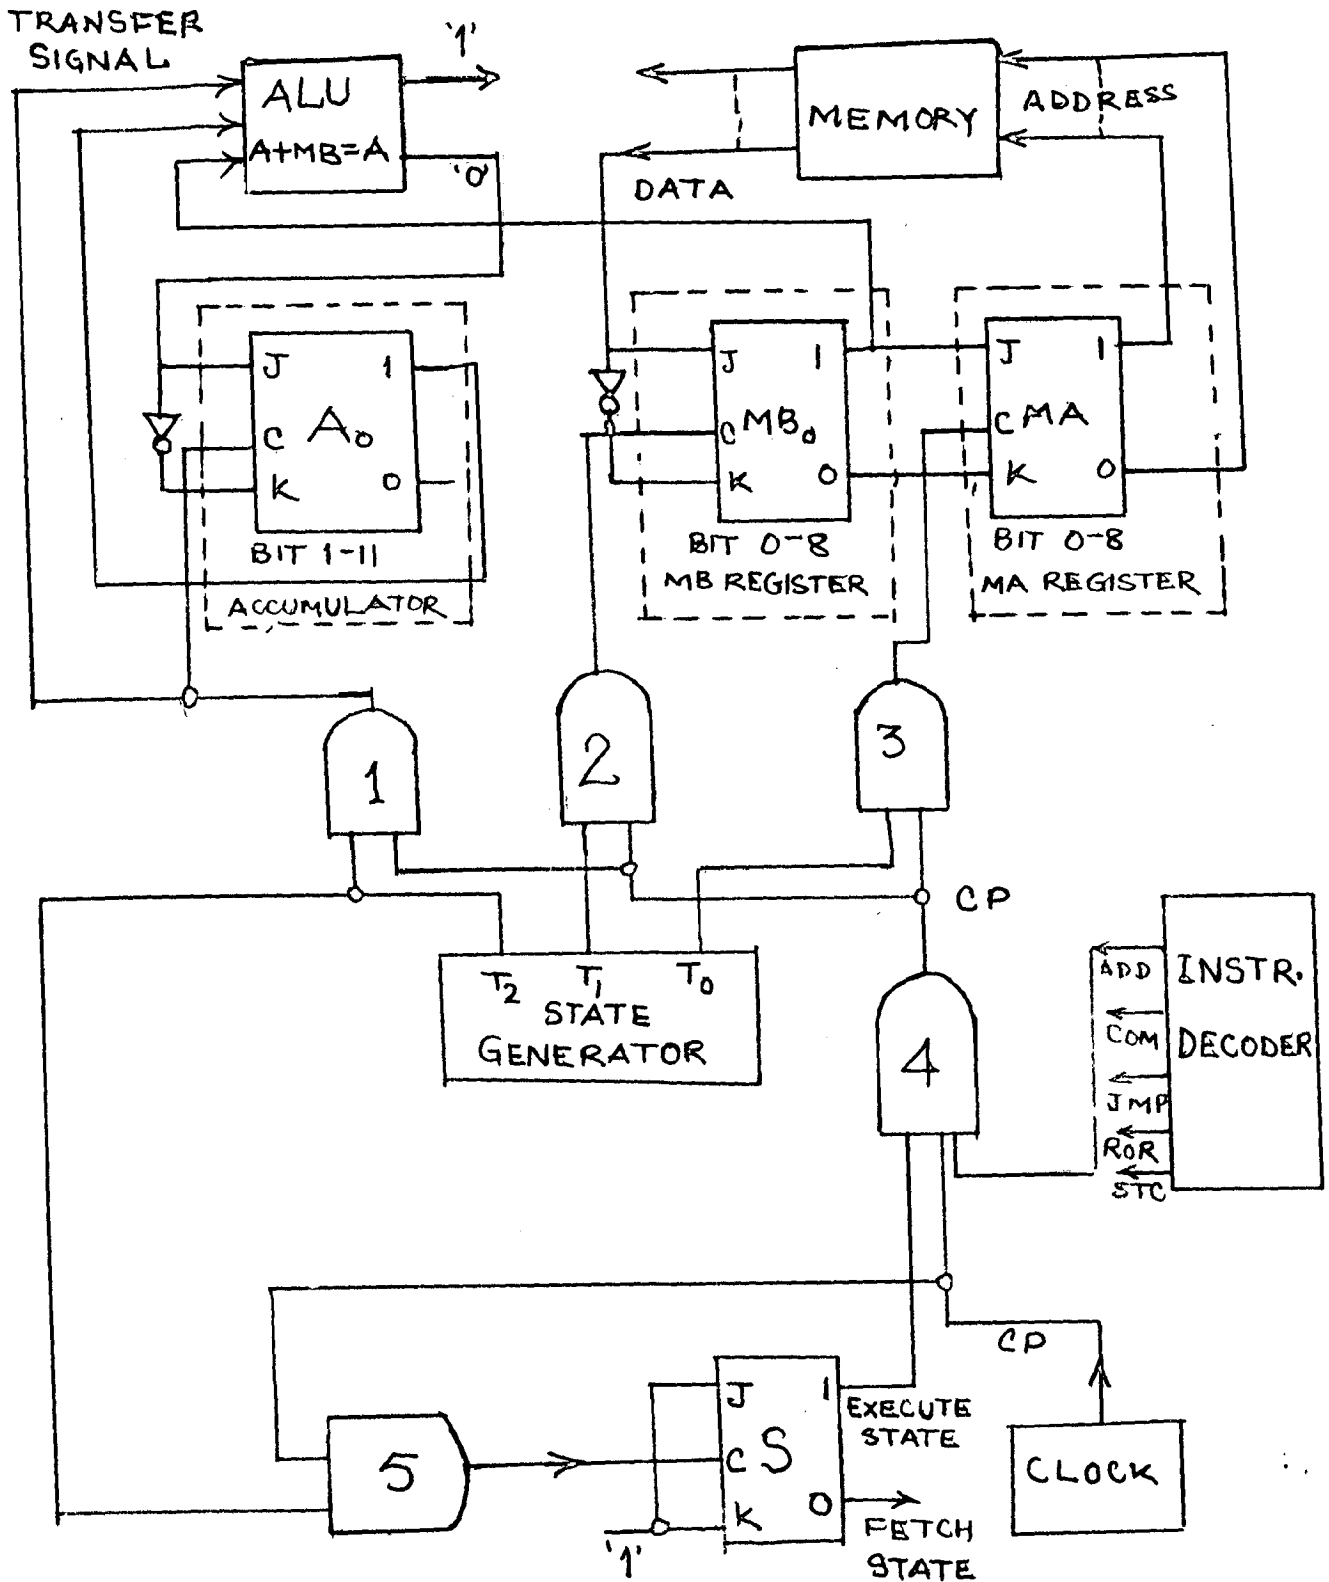 TRANSFER
SIGNAL
'1'
ALU
A+MB=A
'0'
MEMORY
ADDRESS
DATA
J 1
C A₀
K 0
BIT 1-11
ACCUMULATOR
J 1
C MB₀
K 0
BIT 0-8
MB REGISTER
J 1
C MA
K 0
BIT 0-8
MA REGISTER
1
2
3
CP
T₂ T₁ T₀
STATE
GENERATOR
4
ADD
COM
JMP
ROR
STC
INSTR.
DECODER
CP
5
J 1
C S
K 0
'1'
EXECUTE
STATE
FETCH
STATE
CLOCK